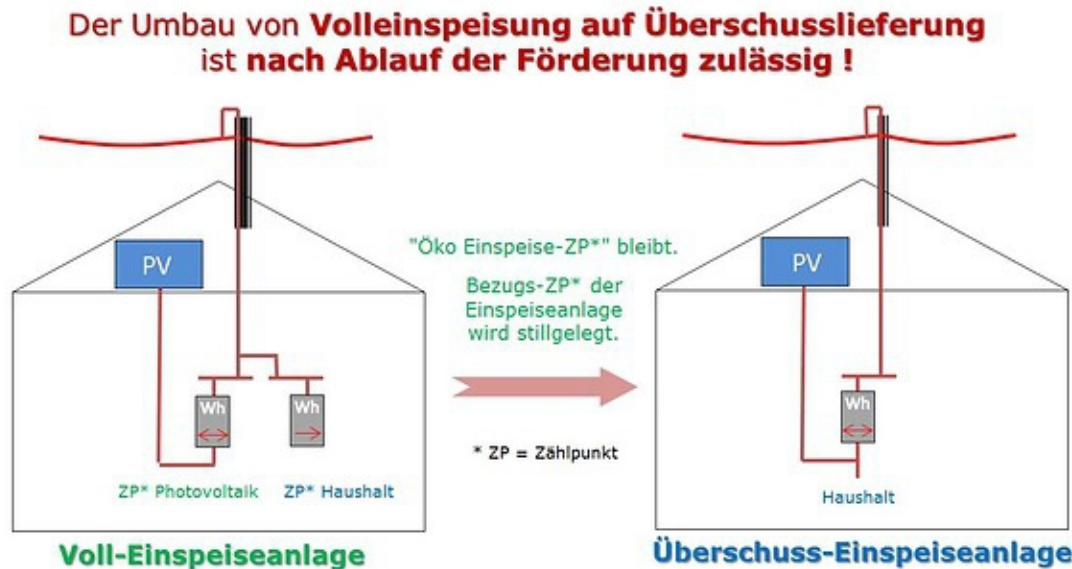 Der Umbau von Volleinspeisung auf Überschusslieferung
ist nach Ablauf der Förderung zulässig !
PV
Wh
Wh
ZP* Photovoltaik
ZP* Haushalt
Voll-Einspeiseanlage
"Öko Einspeise-ZP*" bleibt.
Bezugs-ZP* der
Einspeiseanlage
wird stillgelegt.
* ZP = Zählpunkt
PV
Wh
Haushalt
Überschuss-Einspeiseanlage